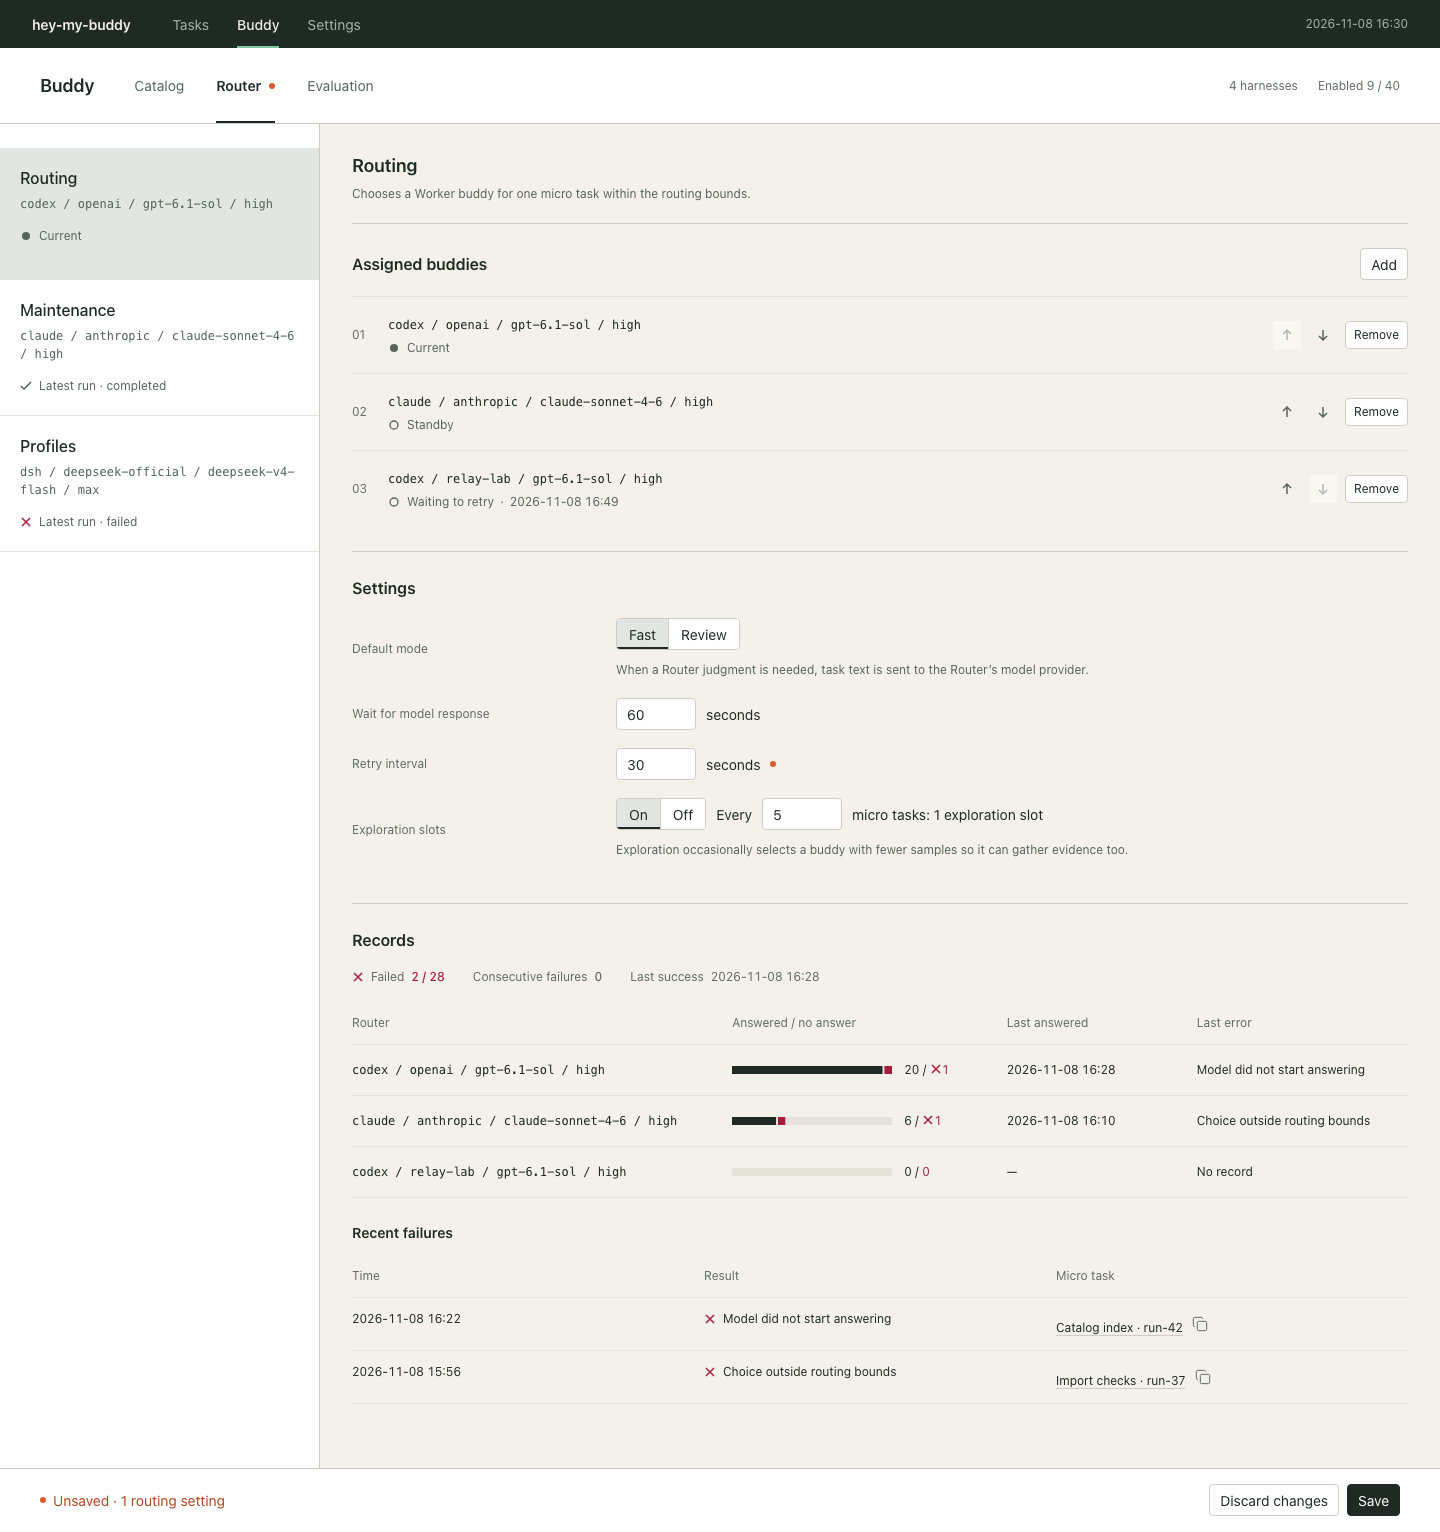 hey-my-buddy
Tasks
Buddy
Settings
2026-11-08 16:30
Buddy
Catalog
Router
Evaluation
4 harnesses
Enabled 9 / 40
Routing
codex / openai / gpt-6.1-sol / high
Current
Maintenance
claude / anthropic / claude-sonnet-4-6
/ high
Latest run · completed
Profiles
dsh / deepseek-official / deepseek-v4-
flash / max
Latest run · failed
Routing
Chooses a Worker buddy for one micro task within the routing bounds.
Assigned buddies
Add
01
codex / openai / gpt-6.1-sol / high
Current
Remove
02
claude / anthropic / claude-sonnet-4-6 / high
Standby
Remove
03
codex / relay-lab / gpt-6.1-sol / high
Waiting to retry · 2026-11-08 16:49
Remove
Settings
Default mode
Fast
Review
When a Router judgment is needed, task text is sent to the Router's model provider.
Wait for model response
60
seconds
Retry interval
30
seconds
Exploration slots
On
Off
Every
5
micro tasks: 1 exploration slot
Exploration occasionally selects a buddy with fewer samples so it can gather evidence too.
Records
Failed 2 / 28
Consecutive failures 0
Last success 2026-11-08 16:28
Router
Answered / no answer
Last answered
Last error
codex / openai / gpt-6.1-sol / high
20 / ✕1
2026-11-08 16:28
Model did not start answering
claude / anthropic / claude-sonnet-4-6 / high
6 / ✕1
2026-11-08 16:10
Choice outside routing bounds
codex / relay-lab / gpt-6.1-sol / high
0 / 0
—
No record
Recent failures
Time
Result
Micro task
2026-11-08 16:22
Model did not start answering
Catalog index · run-42
2026-11-08 15:56
Choice outside routing bounds
Import checks · run-37
Unsaved · 1 routing setting
Discard changes
Save